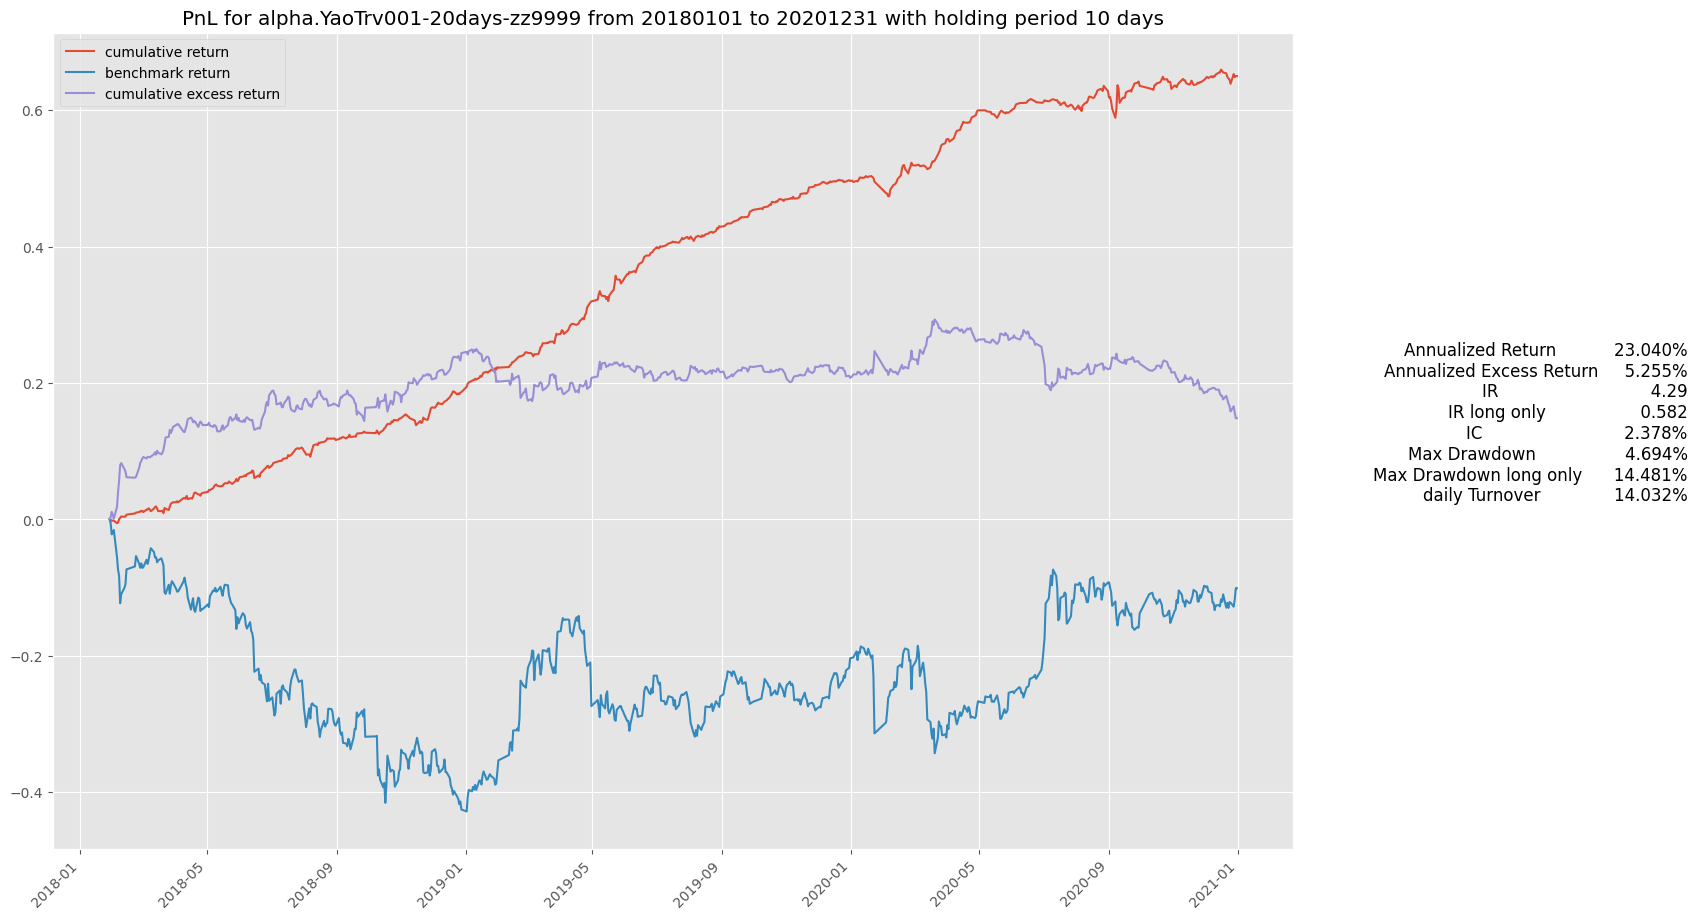 PnL for alpha.YaoTrv001-20days-zz9999 from 20180101 to 20201231 with holding period 10 days
cumulative return
benchmark return
cumulative excess return
0.6
0.4
0.2
0.0
−0.2
−0.4
2018-01
2018-05
2018-09
2019-01
2019-05
2019-09
2020-01
2020-05
2020-09
2021-01
Annualized Return 23.040%
Annualized Excess Return 5.255%
IR 4.29
IR long only 0.582
IC 2.378%
Max Drawdown 4.694%
Max Drawdown long only 14.481%
daily Turnover 14.032%